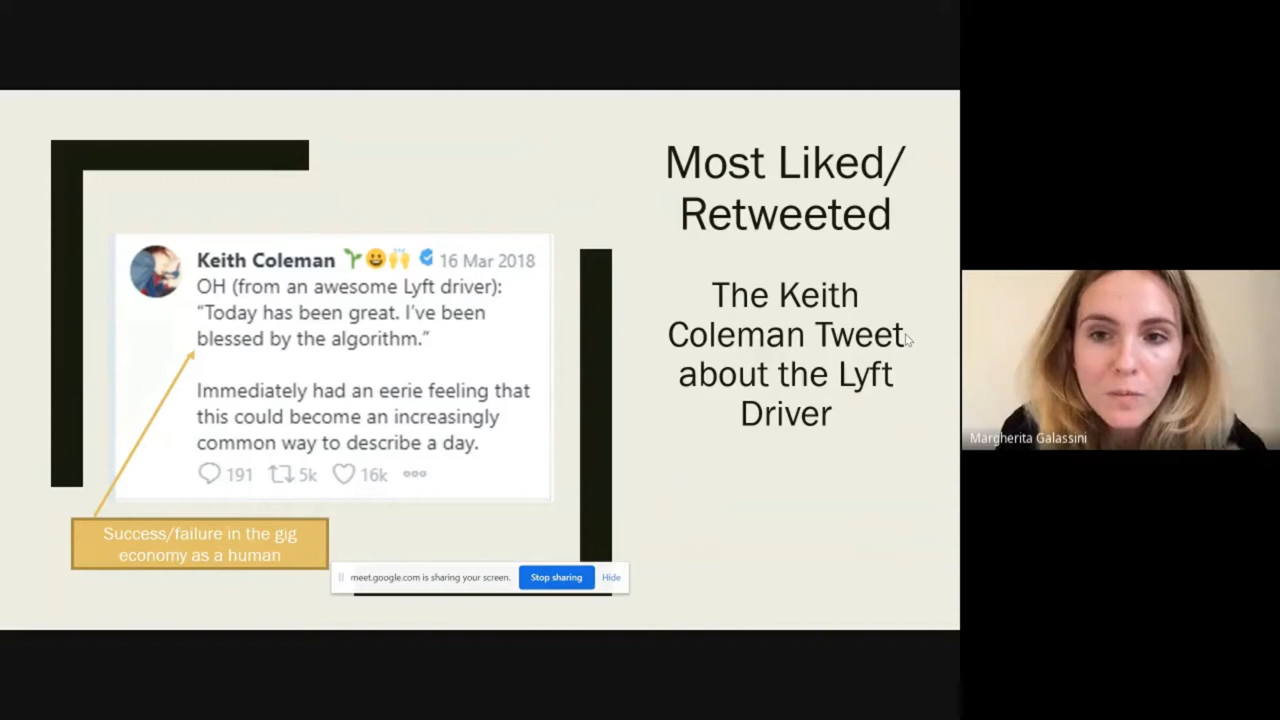 Most Liked/
Retweeted
The Keith
Coleman Tweet
about the Lyft
Driver
Keith Coleman 🌱😀🙌 16 Mar 2018
OH (from an awesome Lyft driver):
“Today has been great. I’ve been
blessed by the algorithm.”
Immediately had an eerie feeling that
this could become an increasingly
common way to describe a day.
191 5k 16k
Success/failure in the gig
economy as a human
meet.google.com is sharing your screen. Stop sharing Hide
Margherita Galassini